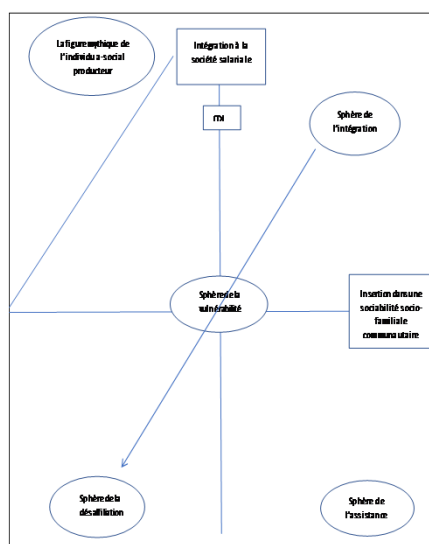 La figure mythique de
l'individu a-social
producteur
Intégration à la
société salariale
CDI
Sphère de
l'intégration
Sphère de la
vulnérabilité
Insertion dans une
sociabilité socio-
familiale
communautaire
Sphère de la
désaffiliation
Sphère de
l'assistance